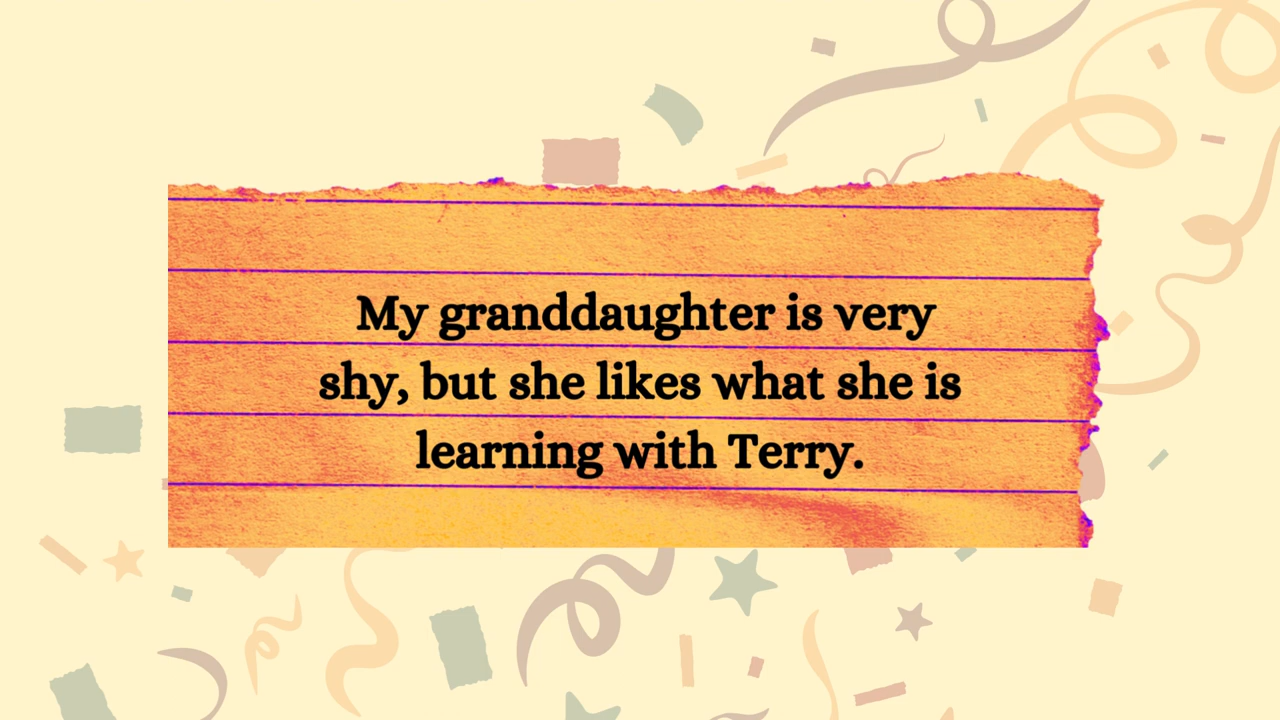 My granddaughter is very
shy, but she likes what she is
learning with Terry.